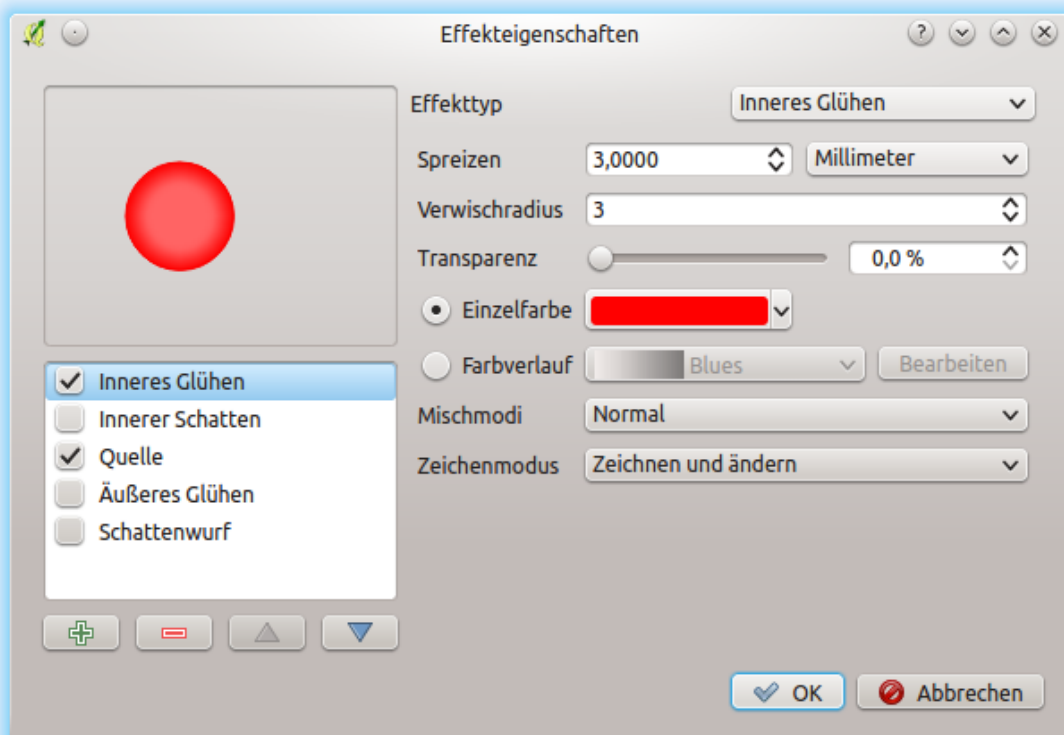 Effekteigenschaften
Effekttyp Inneres Glühen
Spreizen 3,0000 Millimeter
Verwischradius 3
Transparenz 0,0 %
Einzelfarbe
Farbverlauf Blues Bearbeiten
Mischmodi Normal
Zeichenmodus Zeichnen und ändern
Inneres Glühen
Innerer Schatten
Quelle
Äußeres Glühen
Schattenwurf
OK Abbrechen